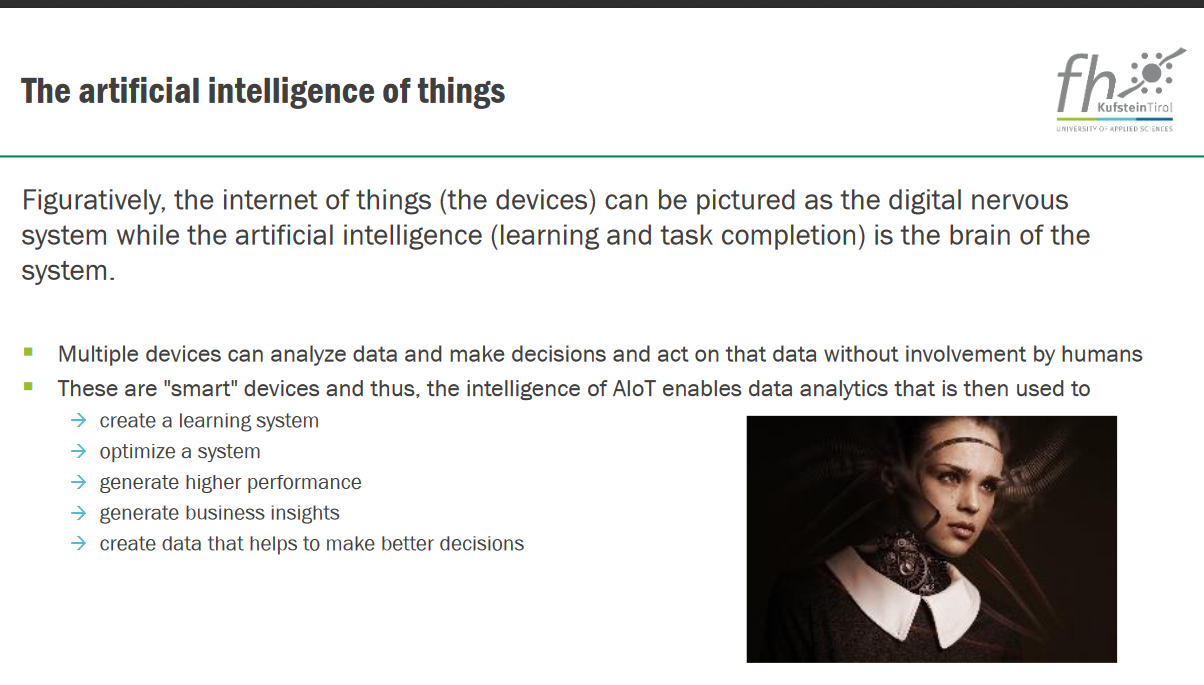 The artificial intelligence of things
fh
KufsteinTirol
UNIVERSITY OF APPLIED SCIENCES
Figuratively, the internet of things (the devices) can be pictured as the digital nervous
system while the artificial intelligence (learning and task completion) is the brain of the
system.
Multiple devices can analyze data and make decisions and act on that data without involvement by humans
These are "smart" devices and thus, the intelligence of AIoT enables data analytics that is then used to
create a learning system
optimize a system
generate higher performance
generate business insights
create data that helps to make better decisions